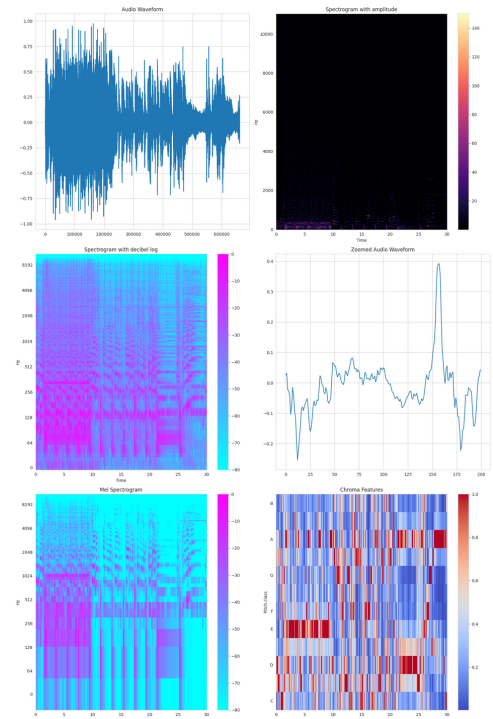 Audio Waveform
1.00
0.75
0.50
0.25
0.00
−0.25
−0.50
−0.75
−1.00
0 100000 200000 300000 400000 500000 600000
Spectrogram with amplitude
10000
8000
6000
4000
2000
0
Hz
0 5 10 15 20 25 30
Time
140
120
100
80
60
40
20
Spectrogram with decibel log
8192
4096
2048
1024
512
256
128
64
0
Hz
0 5 10 15 20 25 30
Time
0
−10
−20
−30
−40
−50
−60
−70
−80
Zoomed Audio Waveform
0.4
0.3
0.2
0.1
0.0
−0.1
−0.2
0 25 50 75 100 125 150 175 200
Mel Spectrogram
8192
4096
2048
1024
512
256
128
64
0
Hz
0 5 10 15 20 25 30
0
−10
−20
−30
−40
−50
−60
−70
−80
Chroma Features
B
A
G
F
E
D
C
Pitch class
0 5 10 15 20 25 30
1.0
0.8
0.6
0.4
0.2